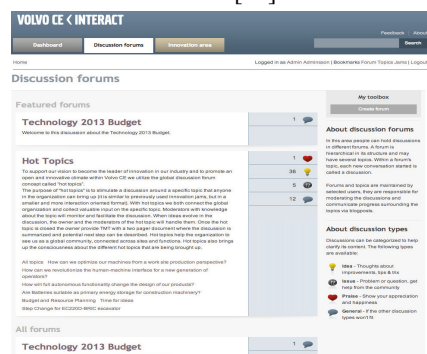 VOLVO CE < INTERACT
Feedback | About
Dashboard
Discussion forums
Innovation area
Search
Home
Logged in as Admin Adminsson | Bookmarks Forum Topics Jams | Logout
Discussion forums
Featured forums
Technology 2013 Budget
1
Welcome to this discussion about the Technology 2013 Budget.
Hot Topics
1
36
5
12
To support our vision to become the leader of innovation in our industry and to promote an
open and innovative climate within Volvo CE we utilize the global discussion forum
concept called "hot topics".
The purpose of "hot topics" is to stimulate a discussion around a specific topic that anyone
in the organization can bring up (it is similar to previously used innovation jams, but in a
smaller and more interaction oriented format). With hot topics we both connect the global
organization and collect valuable input on the specific topic. Moderators with knowledge
about the topic will monitor and facilitate the discussion. When ideas evolve in the
discussion, the owner and the moderators of the hot topic will handle them. Once the hot
topic is closed the owner provide TMT with a two pager document where the discussion is
summarized and potential next step can be described. Hot topics help the organization to
see us as a global community, connected across sites and functions. Hot topics also brings
up the consciousness about the different hot topics that are being brought up.
All topics How can we optimize our machines from a work site production perspective?
How can we revolutionize the human-machine interface for a new generation of
operators?
How will full autonomous functionality change the design of our products?
Are Batteries suitable as primary energy storage for construction machinery?
Budget and Resource Planning Time for Ideas
Step Change for EC220D-BREC excavator
All forums
Technology 2013 Budget
1
My toolbox
Create forum
About discussion forums
In this area people can hold discussions
in different forums. A forum is
hierarchical in its structure and may
have several topics. Within a forum's
topic, each new conversation started is
called a discussion.
Forums and topics are maintained by
selected users, they are responsible for
moderating the discussions and
communicate progress surrounding the
topics via blogposts.
About discussion types
Discussions can be categorized to help
clarify its content. The following types
are available:
Idea - Thoughts about
improvements, tips & trix
Issue - Problem or question, get
help from the community
Praise - Show your appreciation
and happiness
General - If the other discussion
types won't fit